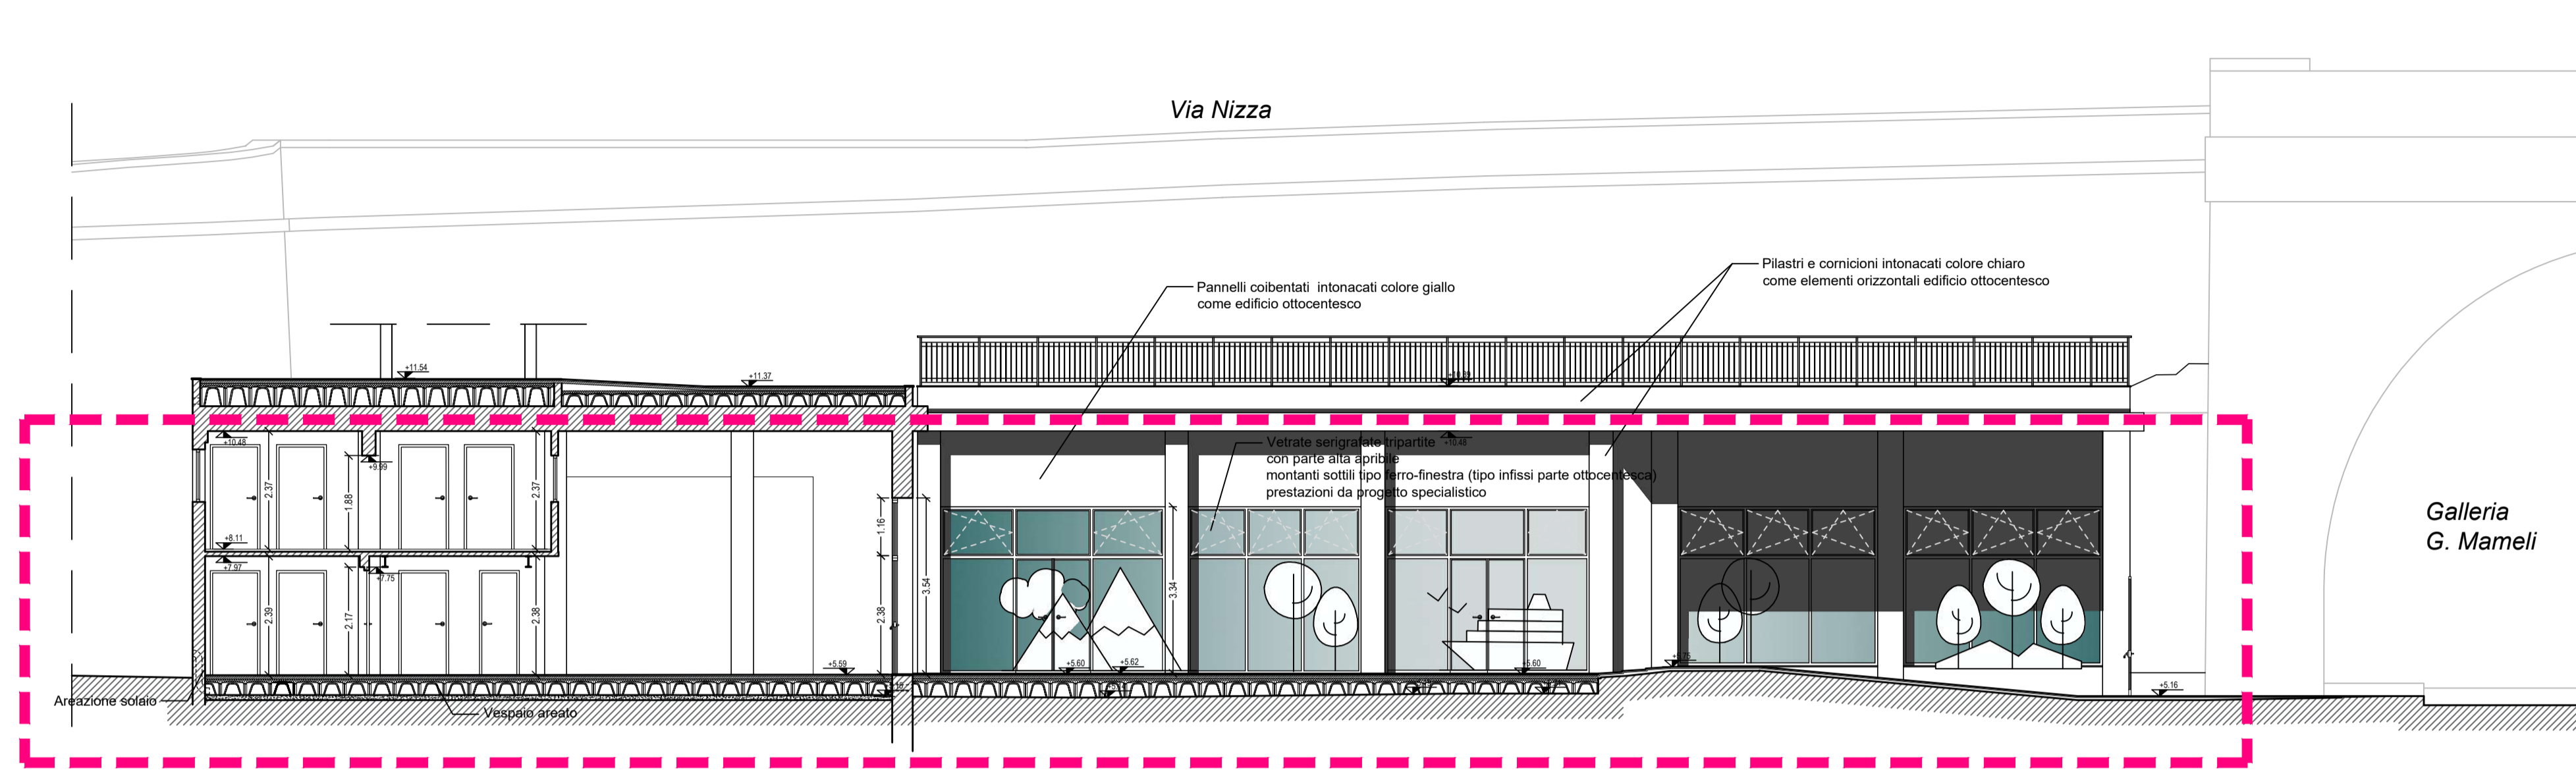 Via Nizza
Pilastri e cornicioni intonacati colore chiaro
come elementi orizzontali edificio ottocentesco
Pannelli coibentati intonacati colore giallo
come edificio ottocentesco
+11.54
+11.37
Vetrate serigrafate tripartite
con parte alta apribile
montanti sottili tipo ferro-finestra (tipo infissi parte ottocentesca)
prestazioni da progetto specialistico
+10.48
+10.48
+9.99
2.37
1.88
2.37
1.16
3.54
3.34
+8.11
+7.97
+7.75
2.39
2.17
2.38
2.38
Galleria
G. Mameli
+5.59
+5.60
+5.62
+5.60
+5.16
Areazione solaio
Vespaio areato